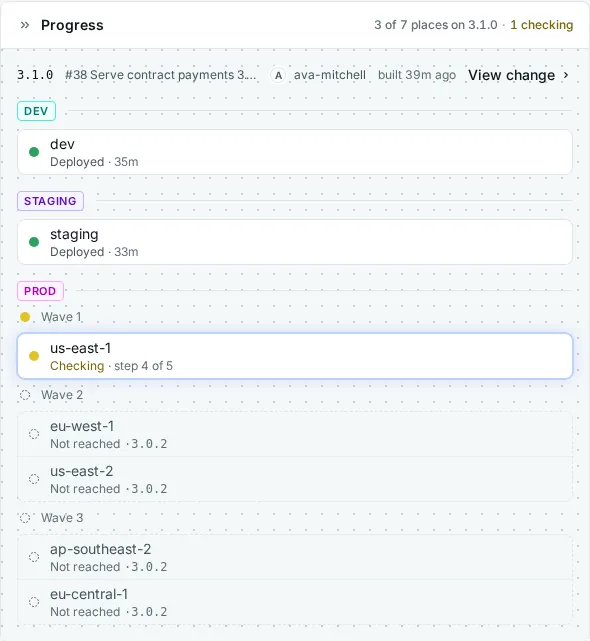 Progress 3 of 7 places on 3.1.0 · 1 checking
3.1.0 #38 Serve contract payments 3.... A ava-mitchell built 39m ago View change
DEV
dev
Deployed · 35m
STAGING
staging
Deployed · 33m
PROD
Wave 1
us-east-1
Checking · step 4 of 5
Wave 2
eu-west-1
Not reached ·3.0.2
us-east-2
Not reached ·3.0.2
Wave 3
ap-southeast-2
Not reached ·3.0.2
eu-central-1
Not reached ·3.0.2